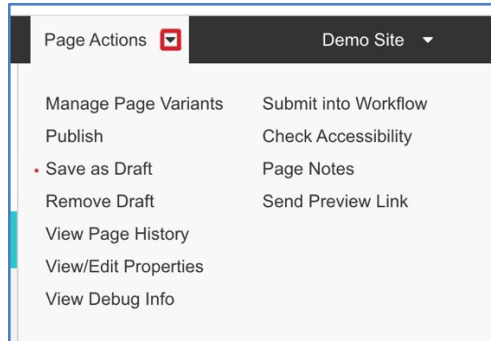 Page Actions
Demo Site
Manage Page Variants
Publish
Save as Draft
Remove Draft
View Page History
View/Edit Properties
View Debug Info
Submit into Workflow
Check Accessibility
Page Notes
Send Preview Link